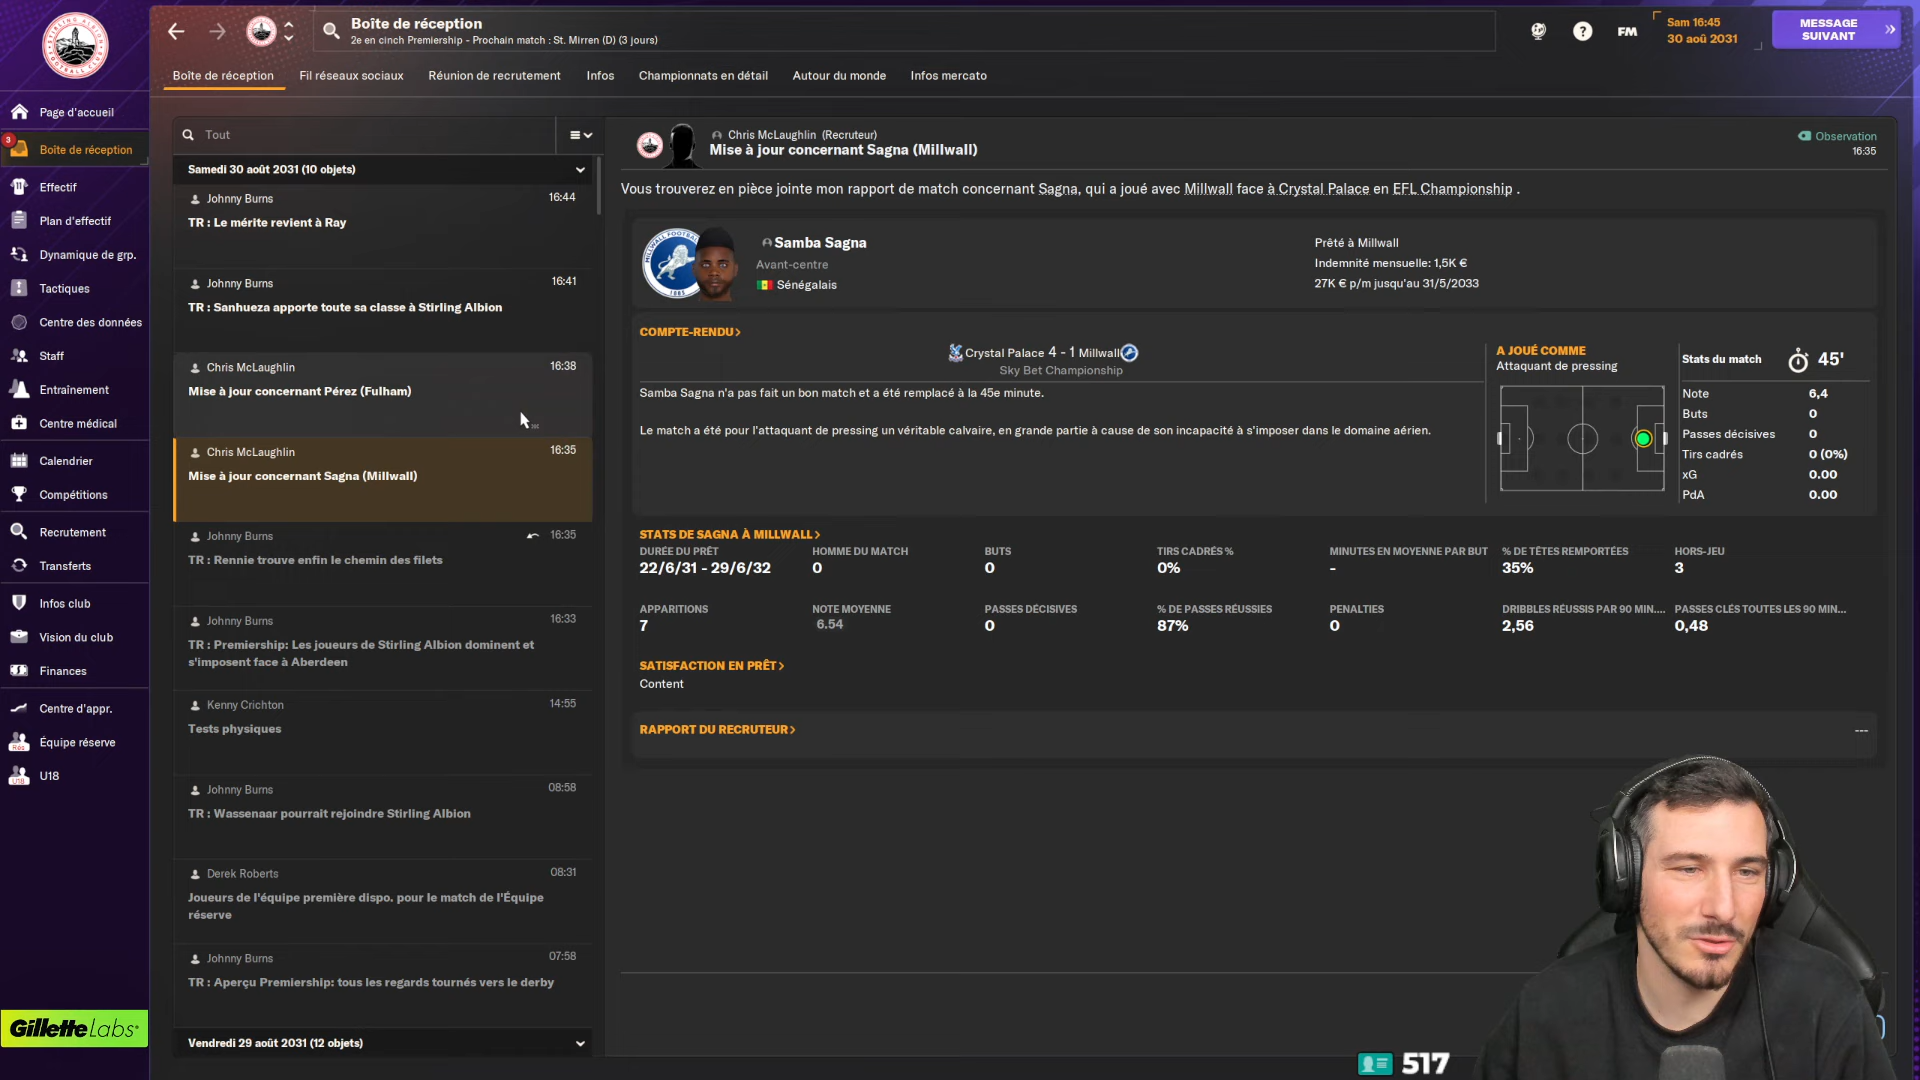 Boîte de réception
2e en cinch Premiership - Prochain match : St. Mirren (D) (3 jours)
FM
Sam 16:45
30 aoû 2031
MESSAGE
SUIVANT
Boîte de réception
Fil réseaux sociaux
Réunion de recrutement
Infos
Championnats en détail
Autour du monde
Infos mercato
Page d'accueil
3
Boîte de réception
Effectif
Plan d'effectif
Dynamique de grp.
Tactiques
Centre des données
Staff
Entraînement
Centre médical
Calendrier
Compétitions
Recrutement
Transferts
Infos club
Vision du club
Finances
Centre d'appr.
Équipe réserve
U18
Gillette Labs
Tout
Samedi 30 août 2031 (10 objets)
Johnny Burns 16:44
TR : Le mérite revient à Ray
Johnny Burns 16:41
TR : Sanhueza apporte toute sa classe à Stirling Albion
Chris McLaughlin 16:38
Mise à jour concernant Pérez (Fulham)
Chris McLaughlin 16:35
Mise à jour concernant Sagna (Millwall)
Johnny Burns 16:35
TR : Rennie trouve enfin le chemin des filets
Johnny Burns 16:33
TR : Premiership: Les joueurs de Stirling Albion dominent et
s'imposent face à Aberdeen
Kenny Crichton 14:55
Tests physiques
Johnny Burns 08:58
TR : Wassenaar pourrait rejoindre Stirling Albion
Derek Roberts 08:31
Joueurs de l'équipe première dispo. pour le match de l'Équipe
réserve
Johnny Burns 07:58
TR : Aperçu Premiership: tous les regards tournés vers le derby
Vendredi 29 août 2031 (12 objets)
Chris McLaughlin (Recruteur)
Mise à jour concernant Sagna (Millwall)
Observation
16:35
Vous trouverez en pièce jointe mon rapport de match concernant Sagna, qui a joué avec Millwall face à Crystal Palace en EFL Championship .
Samba Sagna
Avant-centre
Sénégalais
Prêté à Millwall
Indemnité mensuelle: 1,5K €
27K € p/m jusqu'au 31/5/2033
COMPTE-RENDU>
Crystal Palace 4 - 1 Millwall
Sky Bet Championship
Samba Sagna n'a pas fait un bon match et a été remplacé à la 45e minute.
Le match a été pour l'attaquant de pressing un véritable calvaire, en grande partie à cause de son incapacité à s'imposer dans le domaine aérien.
A JOUÉ COMME
Attaquant de pressing
Stats du match 45'
Note 6,4
Buts 0
Passes décisives 0
Tirs cadrés 0 (0%)
xG 0.00
PdA 0.00
STATS DE SAGNA À MILLWALL>
DURÉE DU PRÊT HOMME DU MATCH BUTS TIRS CADRÉS % MINUTES EN MOYENNE PAR BUT % DE TÊTES REMPORTÉES HORS-JEU
22/6/31 - 29/6/32 0 0 0% - 35% 3
APPARITIONS NOTE MOYENNE PASSES DÉCISIVES % DE PASSES RÉUSSIES PENALTIES DRIBBLES RÉUSSIS PAR 90 MIN.... PASSES CLÉS TOUTES LES 90 MIN...
7 6.54 0 87% 0 2,56 0,48
SATISFACTION EN PRÊT>
Content
RAPPORT DU RECRUTEUR>
---
517